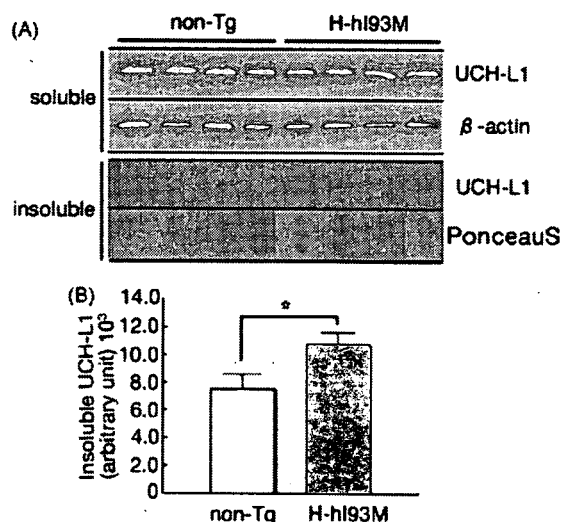 (A)
non-Tg H-hI93M
soluble
UCH-L1
β-actin
insoluble
UCH-L1
PonceauS
(B)
Insoluble UCH-L1
(arbitrary unit) 10³
14.0
12.0
10.0
8.0
6.0
4.0
2.0
0
*
non-Tg H-hI93M